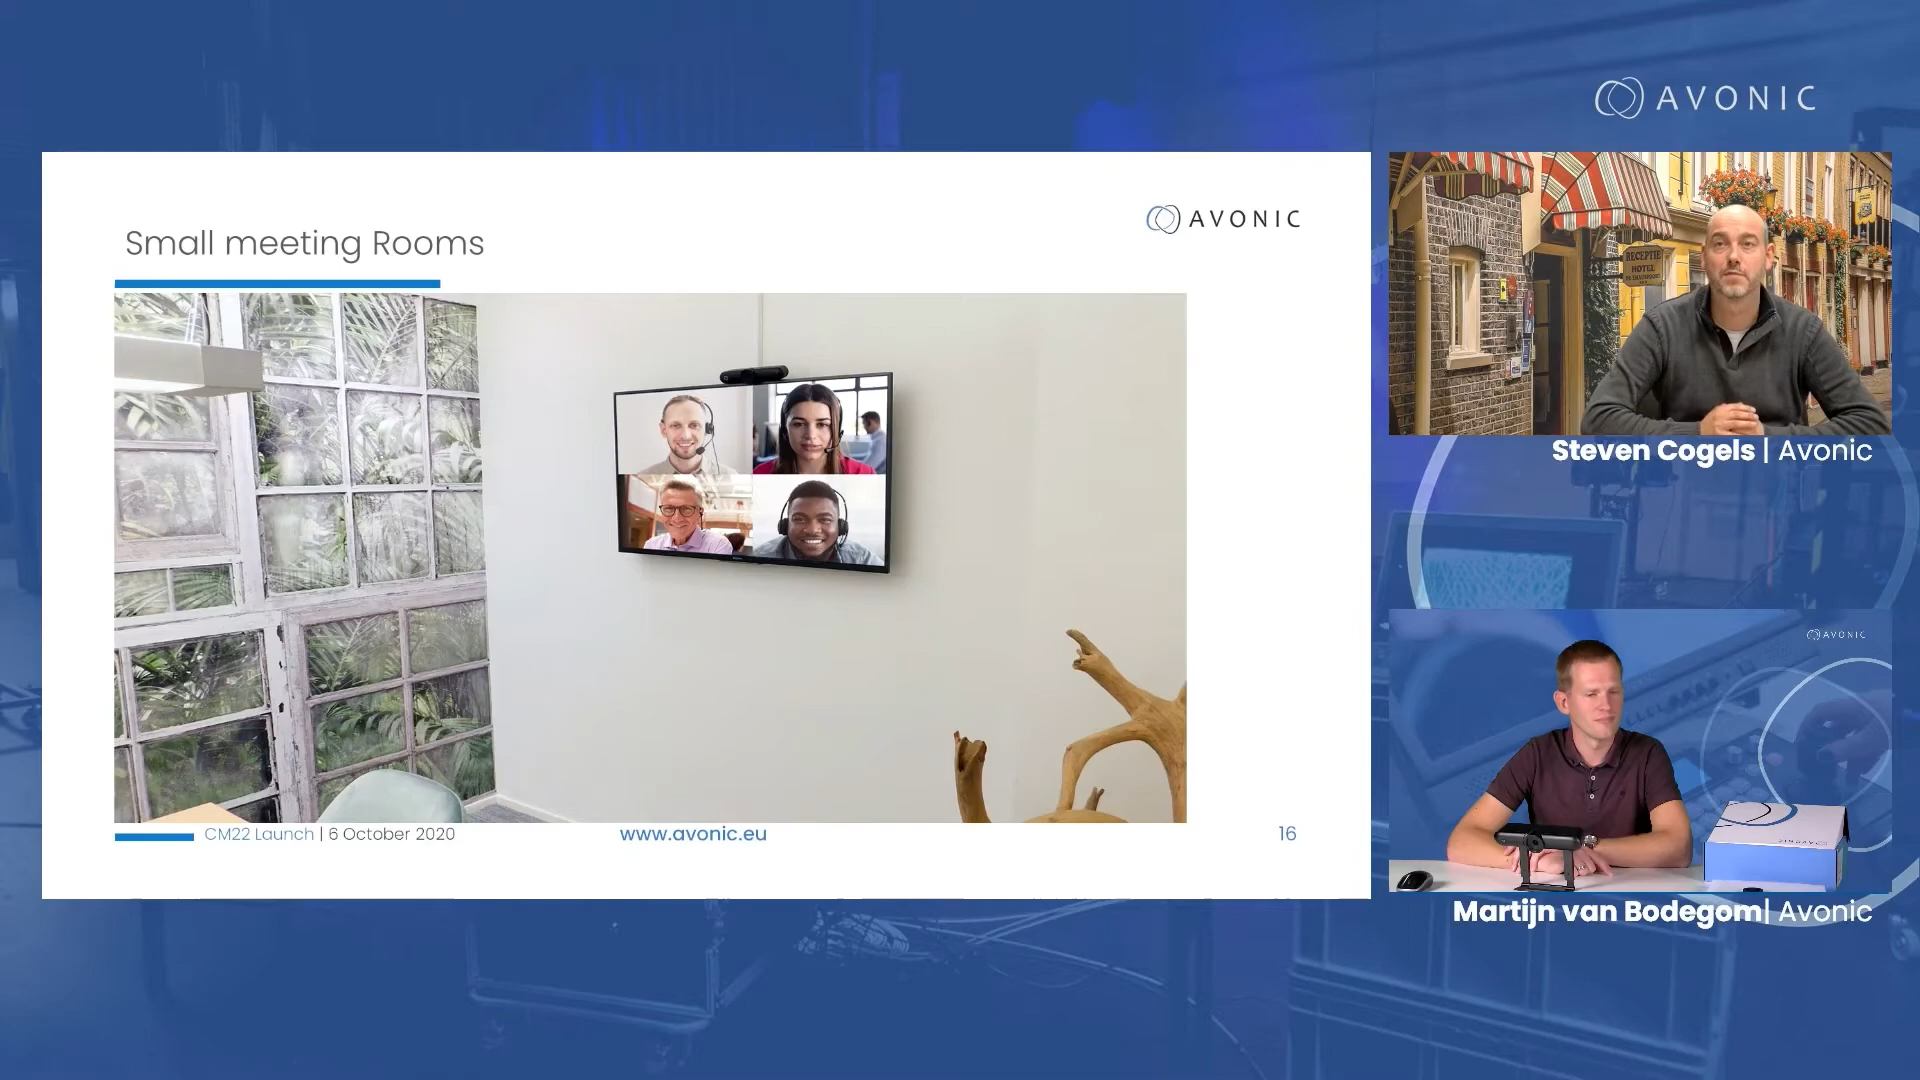 AVONIC
AVONIC
Small meeting Rooms
RECEPTIE
HOTEL
Steven Cogels | Avonic
AVONIC
CM22 Launch | 6 October 2020
www.avonic.eu
16
AVONIC
Martijn van Bodegom| Avonic